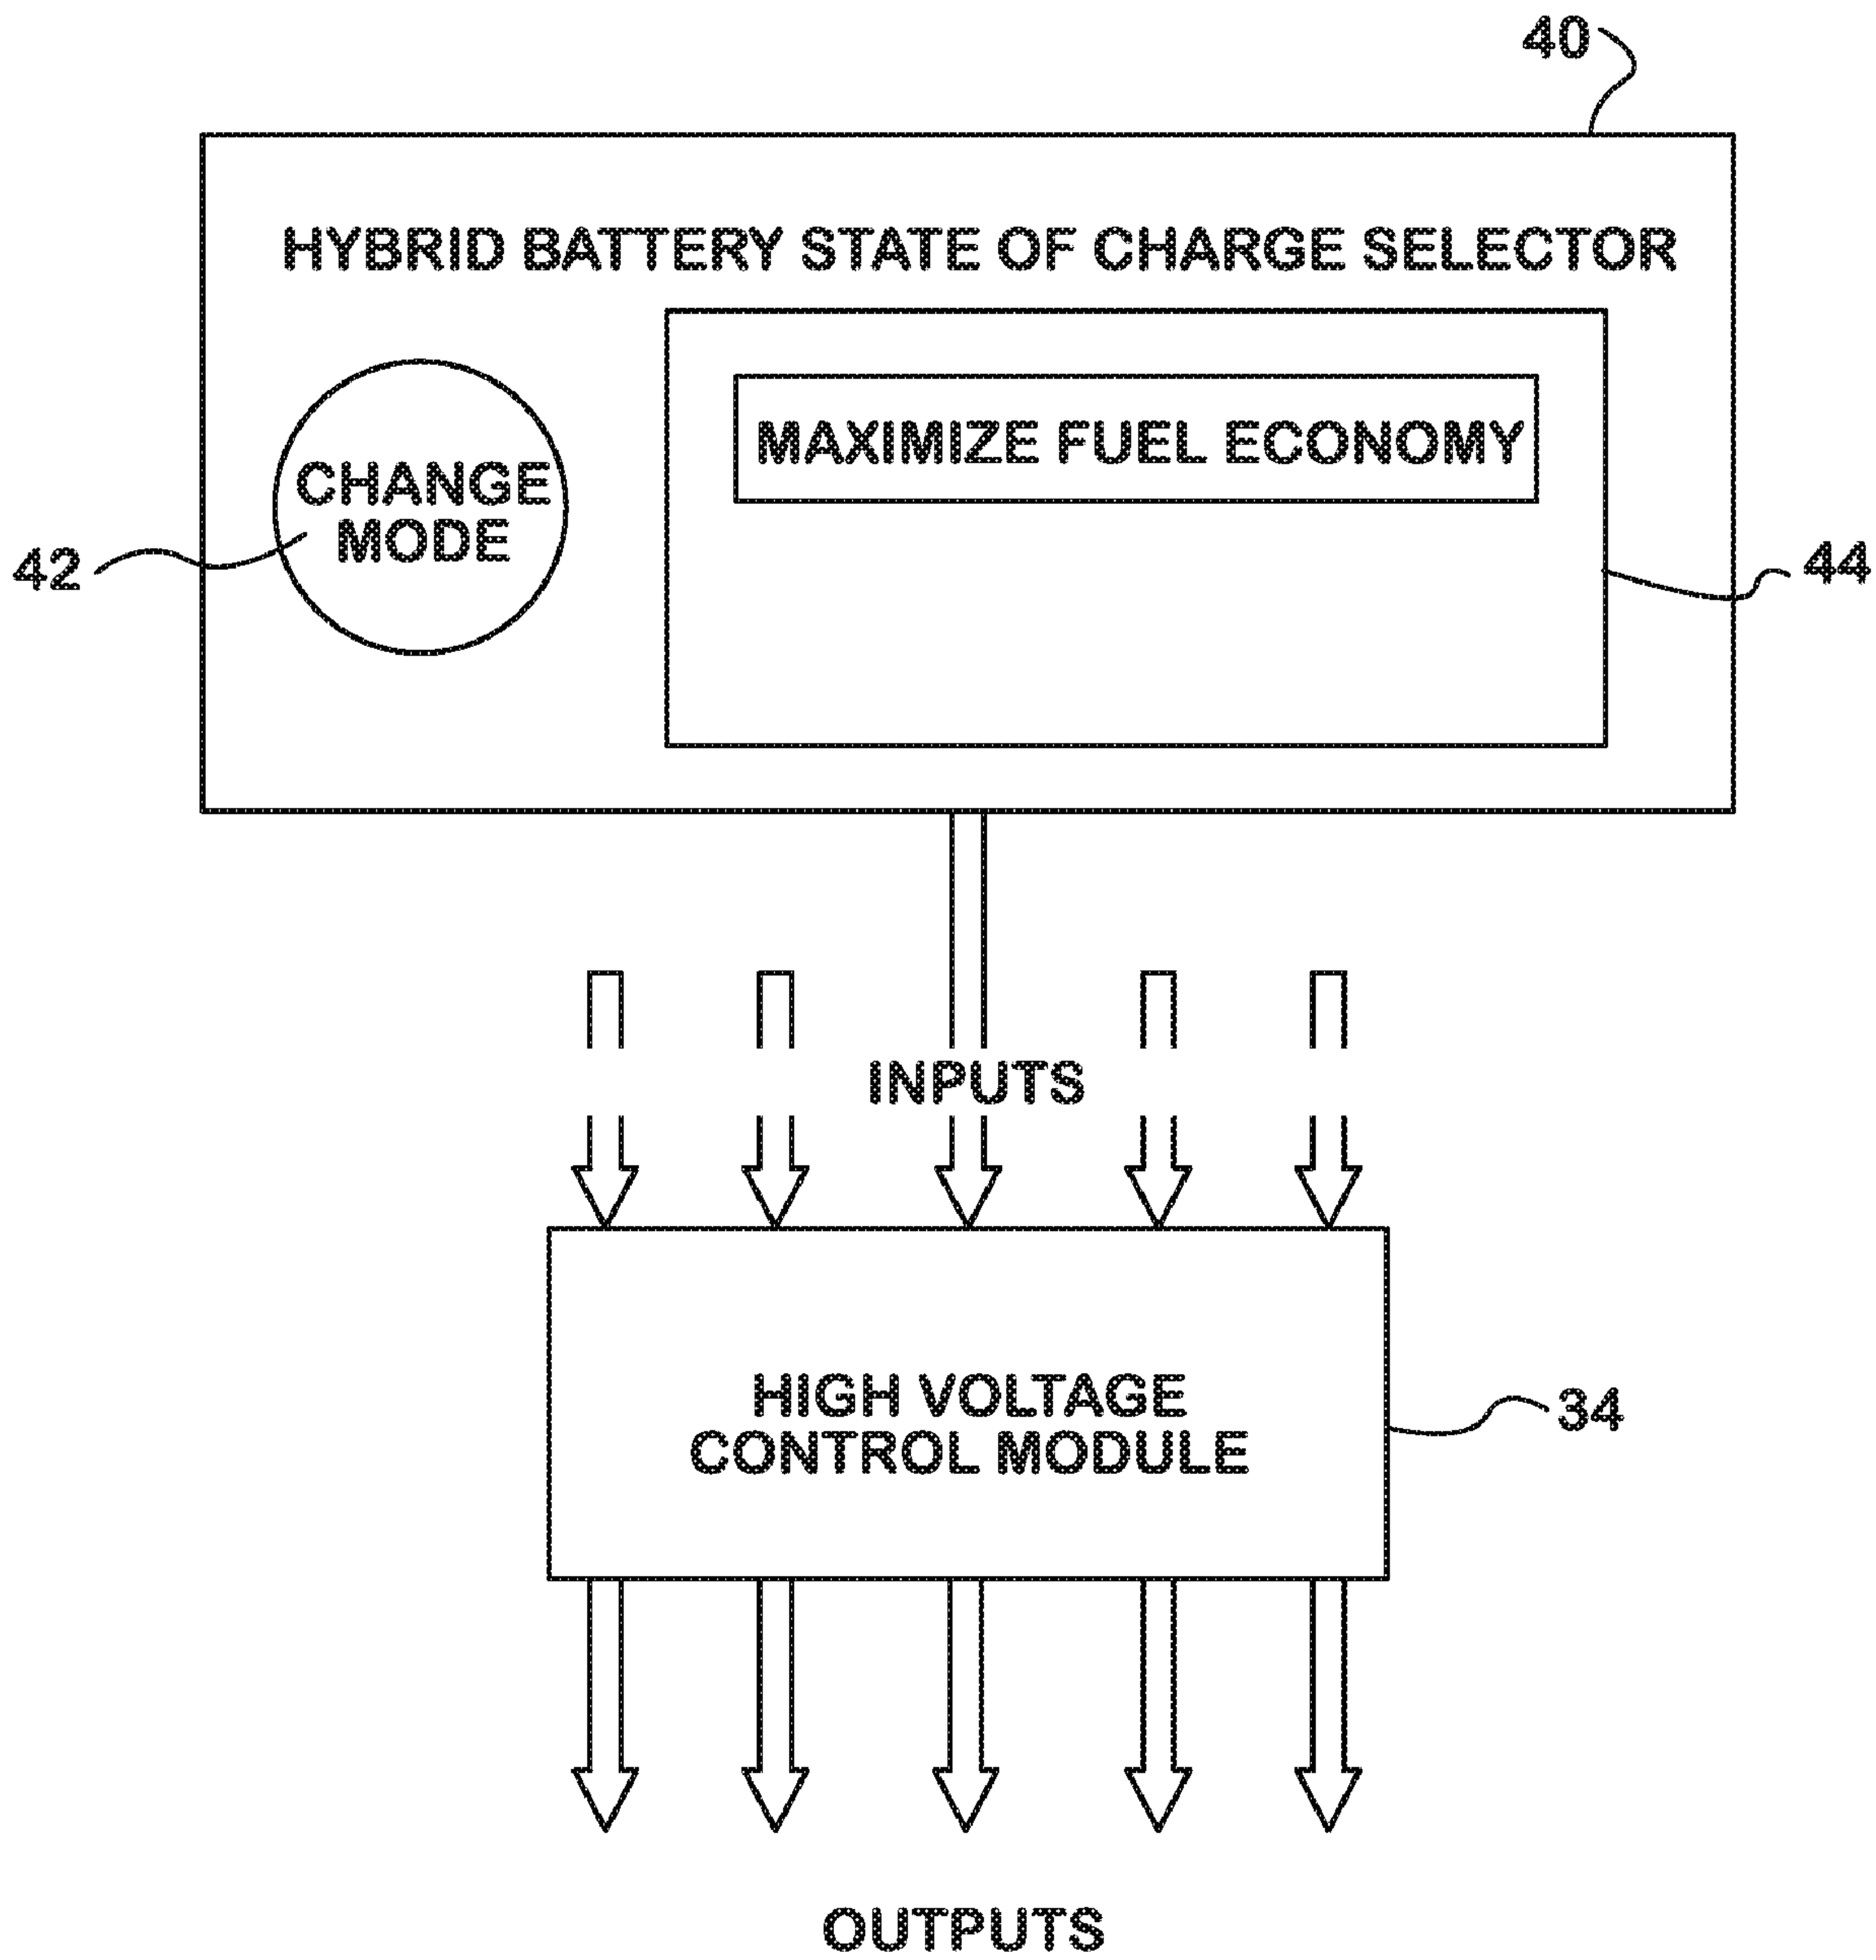 40
HYBRID BATTERY STATE OF CHARGE SELECTOR
MAXIMIZE FUEL ECONOMY
CHANGE
MODE
42
44
INPUTS
HIGH VOLTAGE
CONTROL MODULE
34
OUTPUTS